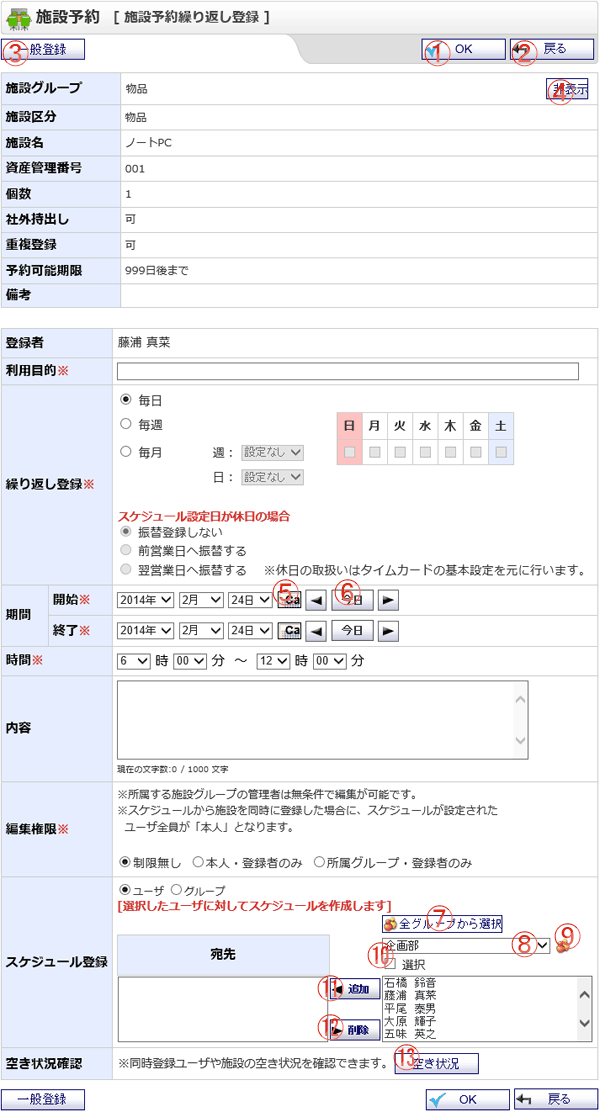 施設予約 [ 施設予約繰り返し登録 ]
③ 一般登録 ① OK ② 戻る
施設グループ 物品 ④ 非表示
施設区分 物品
施設名 ノートPC
資産管理番号 001
個数 1
社外持出し 可
重複登録 可
予約可能期限 999日後まで
備考
登録者 藤浦 真菜
利用目的※
毎日
毎週 日 月 火 水 木 金 土
毎月 週： 設定なし
日： 設定なし
繰り返し登録※
スケジュール設定日が休日の場合
振替登録しない
前営業日へ振替する
翌営業日へ振替する ※休日の取扱いはタイムカードの基本設定を元に行います。
期間 開始※ 2014年 2月 24日 ⑤ Ca ◀ ⑥ 今日 ▶
終了※ 2014年 2月 24日 Ca ◀ 今日 ▶
時間※ 6 時 00 分 ～ 12 時 00 分
内容
現在の文字数:0 / 1000 文字
※所属する施設グループの管理者は無条件で編集が可能です。
※スケジュールから施設を同時に登録した場合に、スケジュールが設定された
ユーザ全員が「本人」となります。
編集権限※
制限無し 本人・登録者のみ 所属グループ・登録者のみ
ユーザ グループ
[選択したユーザに対してスケジュールを作成します]
⑦ 全グループから選択
企画部 ⑧ ⑨
スケジュール登録 宛先 ⑩ 選択
⑪ ◀ 追加
⑫ ▶ 削除
石橋 鈴音
藤浦 真菜
平尾 泰男
大原 輝子
五味 英之
空き状況確認 ※同時登録ユーザや施設の空き状況を確認できます。 ⑬ 空き状況
一般登録 OK 戻る